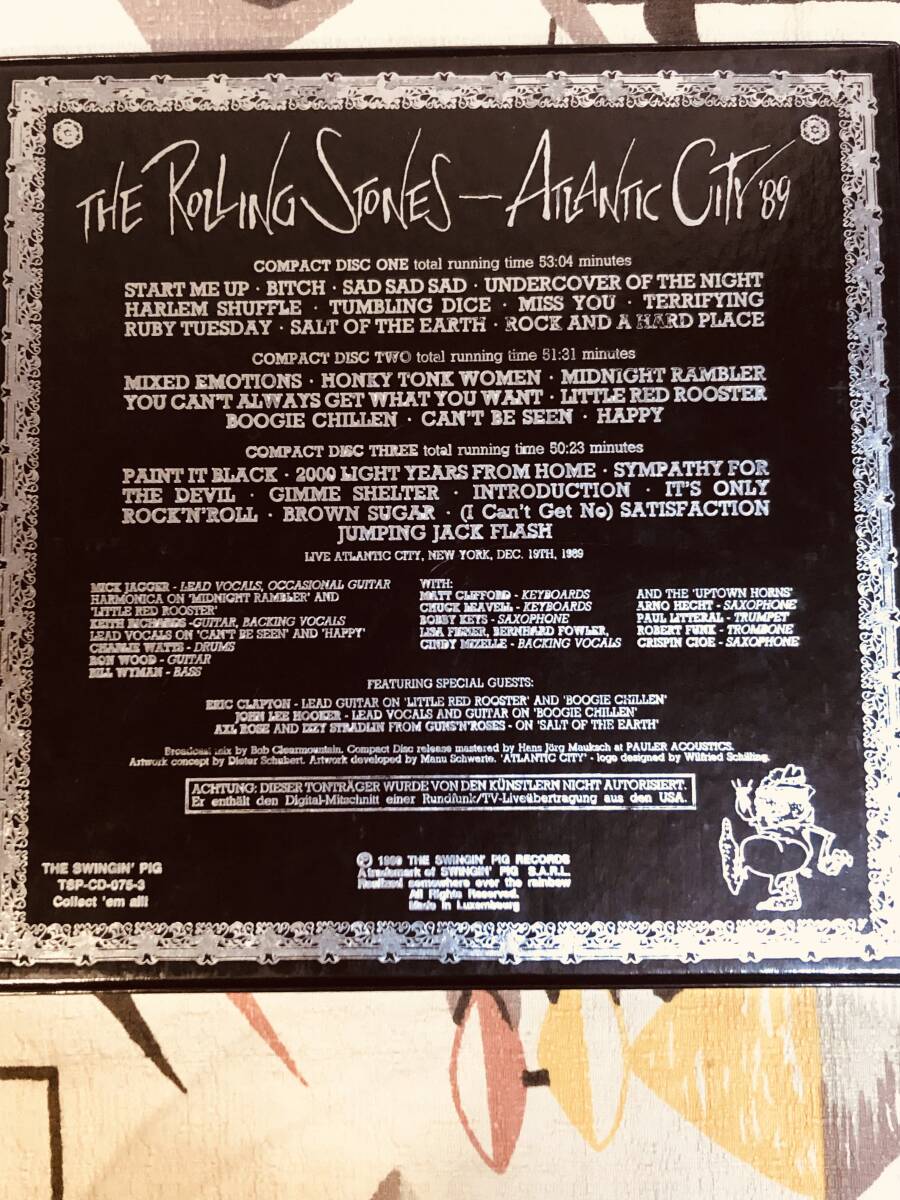 THE ROLLING STONES — ATLANTIC CITY '89
COMPACT DISC ONE total running time 53:04 minutes
START ME UP · BITCH · SAD SAD SAD · UNDERCOVER OF THE NIGHT
HARLEM SHUFFLE · TUMBLING DICE · MISS YOU · TERRIFYING
RUBY TUESDAY · SALT OF THE EARTH · ROCK AND A HARD PLACE
COMPACT DISC TWO total running time 51:31 minutes
MIXED EMOTIONS · HONKY TONK WOMEN · MIDNIGHT RAMBLER
YOU CAN'T ALWAYS GET WHAT YOU WANT · LITTLE RED ROOSTER
BOOGIE CHILLEN · CAN'T BE SEEN · HAPPY
COMPACT DISC THREE total running time 50:23 minutes
PAINT IT BLACK · 2000 LIGHT YEARS FROM HOME · SYMPATHY FOR
THE DEVIL · GIMME SHELTER · INTRODUCTION · IT'S ONLY
ROCK'N'ROLL · BROWN SUGAR · (I Can't Get No) SATISFACTION
JUMPING JACK FLASH
LIVE ATLANTIC CITY, NEW YORK, DEC. 19TH, 1989
MICK JAGGER - LEAD VOCALS, OCCASIONAL GUITAR
HARMONICA ON 'MIDNIGHT RAMBLER' AND
'LITTLE RED ROOSTER'
KEITH RICHARDS -GUITAR, BACKING VOCALS
LEAD VOCALS ON 'CAN'T BE SEEN' AND 'HAPPY'
CHARLIE WATTS - DRUMS
RON WOOD - GUITAR
BILL WYMAN - BASS
WITH:
MATT CLIFFORD - KEYBOARDS
CHUCK LEAVELL - KEYBOARDS
BOBBY KEYS - SAXOPHONE
LISA FISHER, BERNHARD FOWLER,
CINDY MIZELLE - BACKING VOCALS
AND THE 'UPTOWN HORNS'
ARNO HECHT - SAXOPHONE
PAUL LITTERAL - TRUMPET
ROBERT FUNK - TROMBONE
CRISPIN CIOE - SAXOPHONE
FEATURING SPECIAL GUESTS:
ERIC CLAPTON - LEAD GUITAR ON 'LITTLE RED ROOSTER' AND 'BOOGIE CHILLEN'
JOHN LEE HOOKER - LEAD VOCALS AND GUITAR ON 'BOOGIE CHILLEN'
AXL ROSE AND IZZY STRADLIN FROM GUNS'N'ROSES - ON 'SALT OF THE EARTH'
Broadcast mix by Bob Clearmountain. Compact Disc release mastered by Hans Jörg Mauksch at PAULER ACOUSTICS.
Artwork concept by Dieter Schubert. Artwork developed by Manu Schwerte. 'ATLANTIC CITY' - logo designed by Wilfried Schilling.
ACHTUNG: DIESER TONTRÄGER WURDE VON DEN KÜNSTLERN NICHT AUTORISIERT.
Er enthält den Digital-Mitschnitt einer Rundfunk/TV-Liveübertragung aus den USA.
THE SWINGIN' PIG
TSP-CD-075-3
Collect 'em all!
Ⓟ 1989 THE SWINGIN' PIG RECORDS
A trademark of SWINGIN' PIG S.A.R.L.
Realized somewhere over the rainbow
All Rights Reserved.
Made in Luxembourg